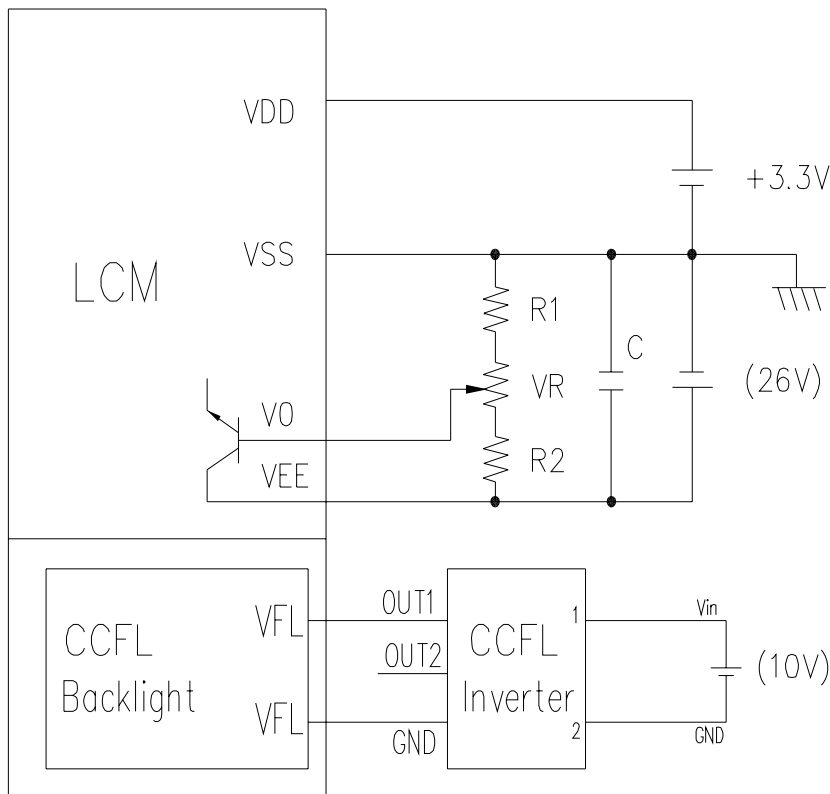 VDD
+3.3V
VSS
LCM
R1
C
VR
(26V)
VO
R2
VEE
OUT1
1
Vin
VFL
CCFL
Backlight
OUT2
CCFL
Inverter
(10V)
VFL
GND
2
GND